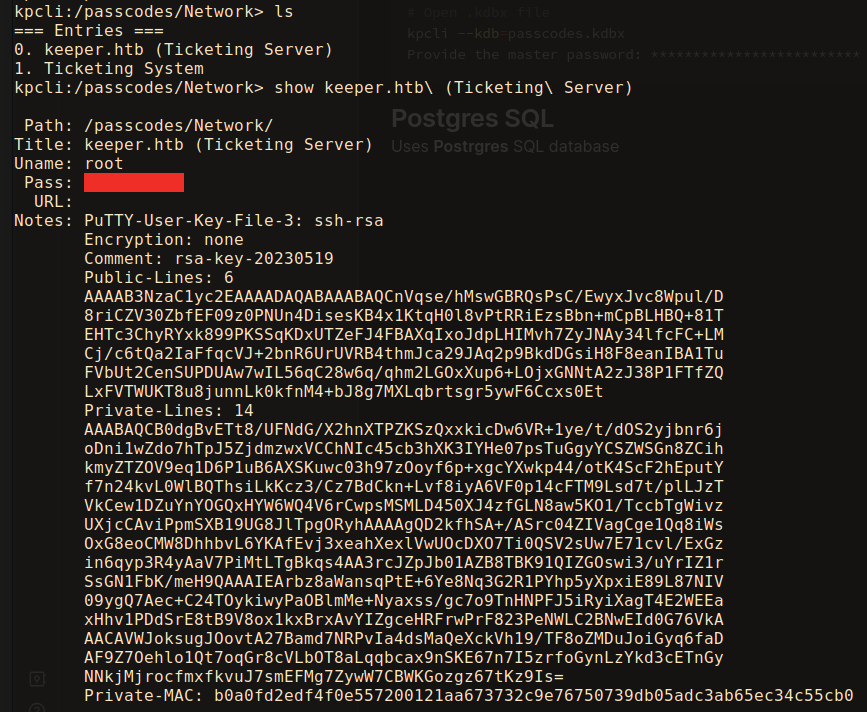 kpcli:/passcodes/Network> ls
=== Entries ===
0. keeper.htb (Ticketing Server)
1. Ticketing System
kpcli:/passcodes/Network> show keeper.htb\ (Ticketing\ Server)
# Open .kdbx file
kpcli --kdb=passcodes.kdbx
Provide the master password: *************************
Postgres SQL
Uses Postrgres SQL database
Path: /passcodes/Network/
Title: keeper.htb (Ticketing Server)
Uname: root
Pass:
URL:
Notes: PuTTY-User-Key-File-3: ssh-rsa
Encryption: none
Comment: rsa-key-20230519
Public-Lines: 6
AAAAB3NzaC1yc2EAAAADAQABAAABAQCnVqse/hMswGBRQsPsC/EwyxJvc8Wpul/D
8riCZV30ZbfEF09z0PNUn4DisesKB4x1KtqH0l8vPtRRiEzsBbn+mCpBLHBQ+81T
EHTc3ChyRYxk899PKSSqKDxUTZeFJ4FBAXqIxoJdpLHIMvh7ZyJNAy34lfcFC+LM
Cj/c6tQa2IaFfqcVJ+2bnR6UrUVRB4thmJca29JAq2p9BkdDGsiH8F8eanIBA1Tu
FVbUt2CenSUPDUAw7wIL56qC28w6q/qhm2LGOxXup6+LOjxGNNtA2zJ38P1FTfZQ
LxFVTWUKT8u8junnLk0kfnM4+bJ8g7MXLqbrtsgr5ywF6Ccxs0Et
Private-Lines: 14
AAABAQCB0dgBvETt8/UFNdG/X2hnXTPZKSzQxxkicDw6VR+1ye/t/dOS2yjbnr6j
oDni1wZdo7hTpJ5ZjdmzwxVCChNIc45cb3hXK3IYHe07psTuGgyYCSZWSGn8ZCih
kmyZTZOV9eq1D6P1uB6AXSKuwc03h97zOoyf6p+xgcYXwkp44/otK4ScF2hEputY
f7n24kvL0WlBQThsiLkKcz3/Cz7BdCkn+Lvf8iyA6VF0p14cFTM9Lsd7t/plLJzT
VkCew1DZuYnYOGQxHYW6WQ4V6rCwpsMSMLD450XJ4zfGLN8aw5KO1/TccbTgWivz
UXjcCAviPpmSXB19UG8JlTpgORyhAAAAgQD2kfhSA+/ASrc04ZIVagCge1Qq8iWs
OxG8eoCMW8DhhbvL6YKAfEvj3xeahXexlVwUOcDXO7Ti0QSV2sUw7E71cvl/ExGz
in6qyp3R4yAaV7PiMtLTgBkqs4AA3rcJZpJb01AZB8TBK91QIZGOswi3/uYrIZ1r
SsGN1FbK/meH9QAAAIEArbz8aWansqPtE+6Ye8Nq3G2R1PYhp5yXpxiE89L87NIV
09ygQ7Aec+C24TOykiwyPaOBlmMe+Nyaxss/gc7o9TnHNPFJ5iRyiXagT4E2WEEa
xHhv1PDdSrE8tB9V8ox1kxBrxAvYIZgceHRFrwPrF823PeNWLC2BNwEId0G76VkA
AACAVWJoksugJOovtA27Bamd7NRPvIa4dsMaQeXckVh19/TF8oZMDuJoiGyq6faD
AF9Z7Oehlo1Qt7oqGr8cVLbOT8aLqqbcax9nSKE67n7I5zrfoGynLzYkd3cETnGy
NNkjMjrocfmxfkvuJ7smEFMg7ZywW7CBWKGozgz67tKz9Is=
Private-MAC: b0a0fd2edf4f0e557200121aa673732c9e76750739db05adc3ab65ec34c55cb0